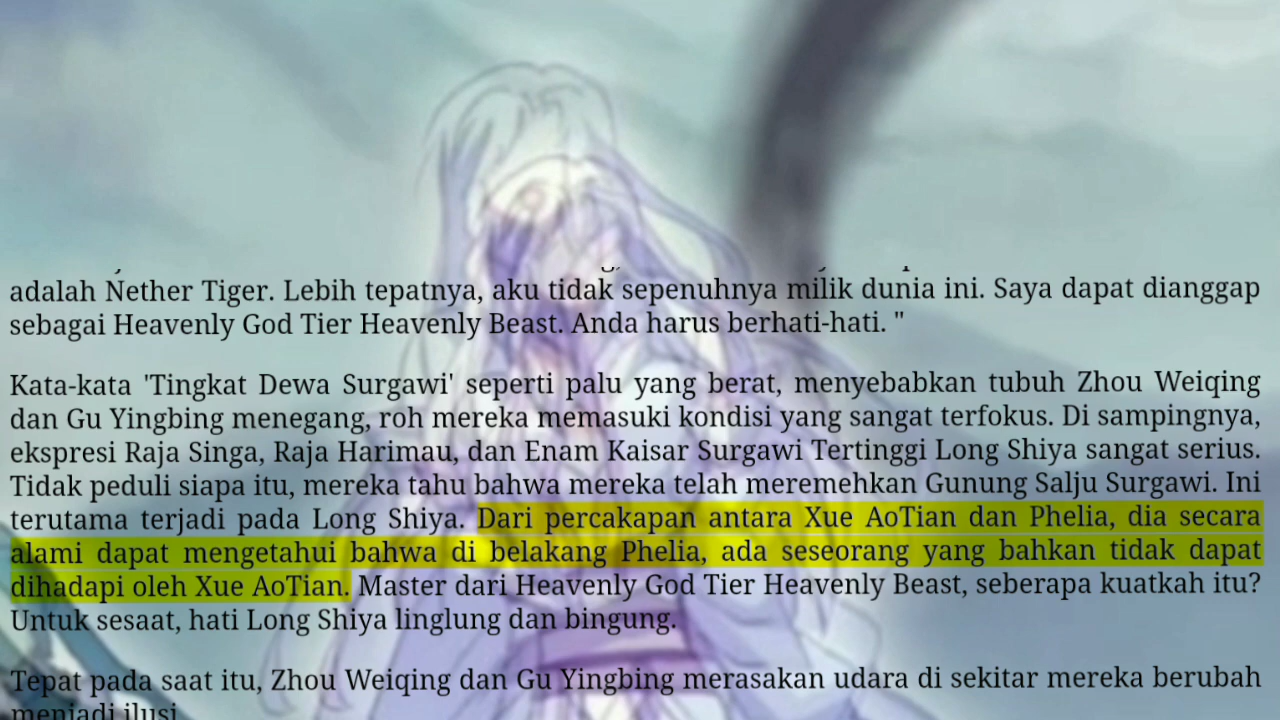 adalah Nether Tiger. Lebih tepatnya, aku tidak sepenuhnya milik dunia ini. Saya dapat dianggap
sebagai Heavenly God Tier Heavenly Beast. Anda harus berhati-hati. "
Kata-kata 'Tingkat Dewa Surgawi' seperti palu yang berat, menyebabkan tubuh Zhou Weiqing
dan Gu Yingbing menegang, roh mereka memasuki kondisi yang sangat terfokus. Di sampingnya,
ekspresi Raja Singa, Raja Harimau, dan Enam Kaisar Surgawi Tertinggi Long Shiya sangat serius.
Tidak peduli siapa itu, mereka tahu bahwa mereka telah meremehkan Gunung Salju Surgawi. Ini
terutama terjadi pada Long Shiya. Dari percakapan antara Xue AoTian dan Phelia, dia secara
alami dapat mengetahui bahwa di belakang Phelia, ada seseorang yang bahkan tidak dapat
dihadapi oleh Xue AoTian. Master dari Heavenly God Tier Heavenly Beast, seberapa kuatkah itu?
Untuk sesaat, hati Long Shiya linglung dan bingung.
Tepat pada saat itu, Zhou Weiqing dan Gu Yingbing merasakan udara di sekitar mereka berubah
menjadi ilusi